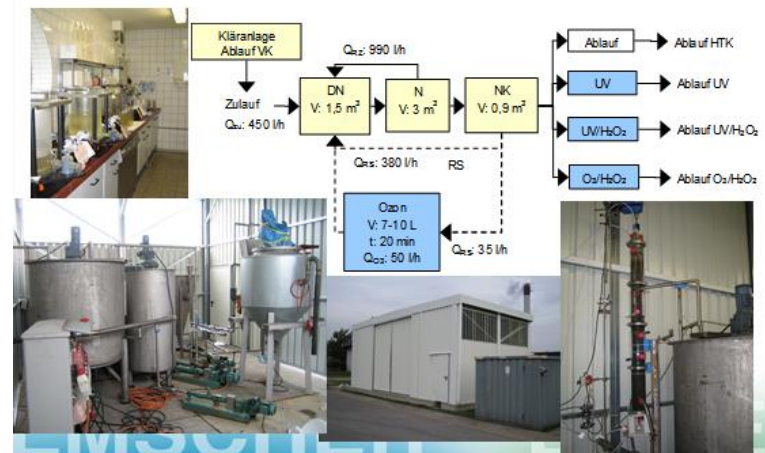 Kläranlage
Ablauf VK
Q_RZ: 990 l/h
Zulauf
Q_zu: 450 l/h
DN
V: 1,5 m³
N
V: 3 m³
NK
V: 0,9 m³
Ablauf
Ablauf HTK
UV
Ablauf UV
UV/H₂O₂
Ablauf UV/H₂O₂
O₃/H₂O₂
Ablauf O₃/H₂O₂
Q_RS: 380 l/h
RS
Ozon
V: 7-10 L
t: 20 min
Q_O3: 50 l/h
Q_RS: 35 l/h
EMSCHER